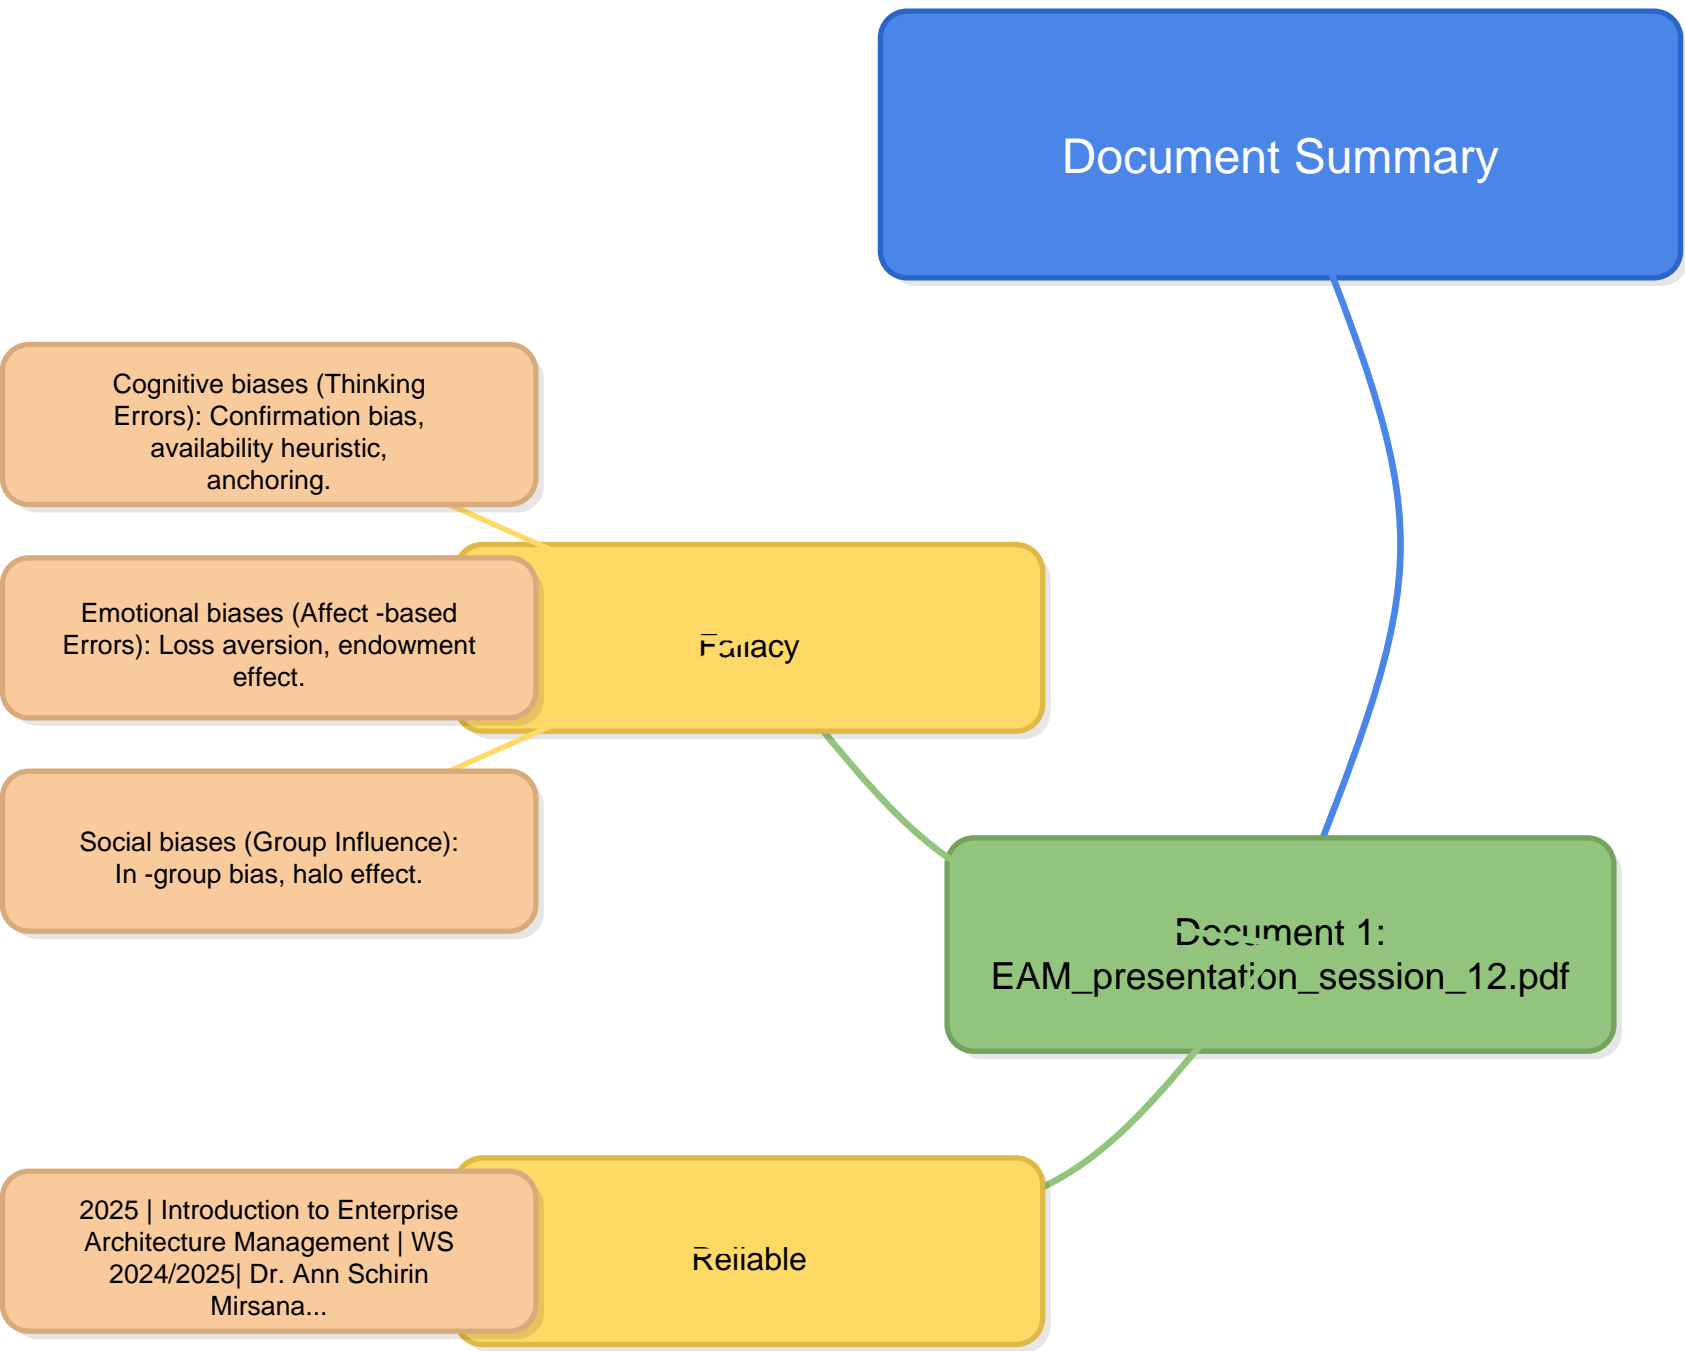 Document Summary
Cognitive biases (Thinking
Errors): Confirmation bias,
availability heuristic,
anchoring.
Emotional biases (Affect -based
Errors): Loss aversion, endowment
effect.
Fallacy
Social biases (Group Influence):
In -group bias, halo effect.
Document 1:
EAM_presentation_session_12.pdf
2025 | Introduction to Enterprise
Architecture Management | WS
2024/2025| Dr. Ann Schirin
Mirsana...
Reliable